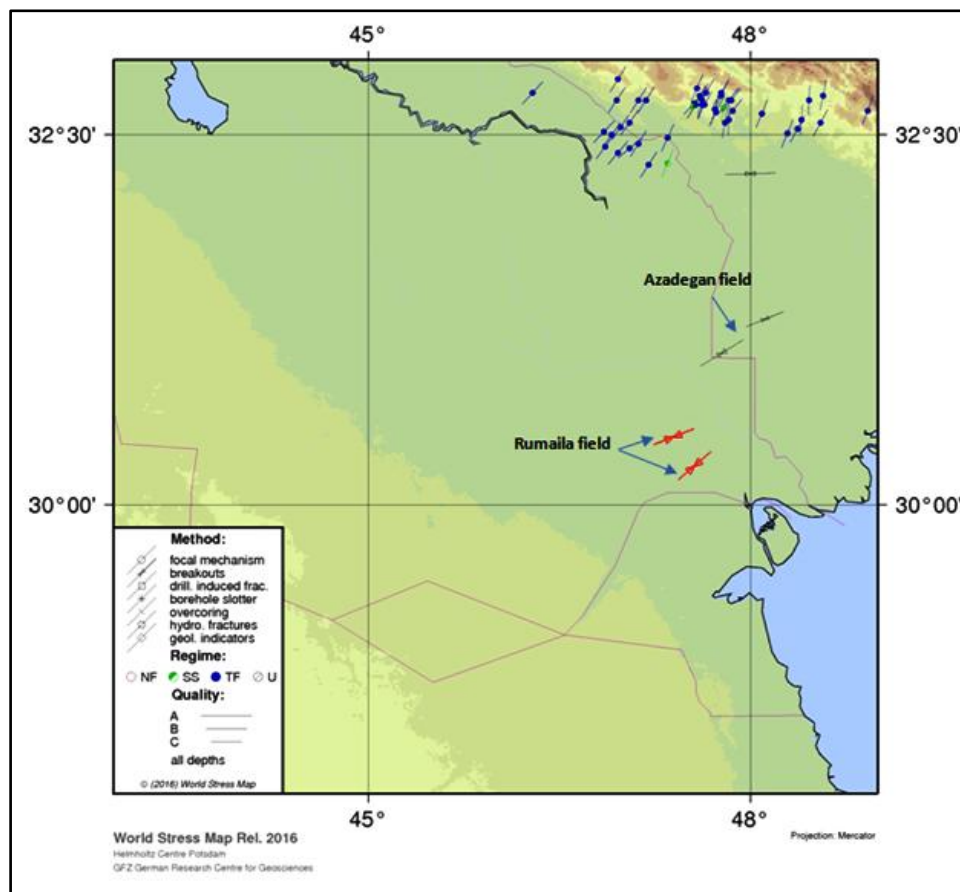 45° 48°
32°30' 32°30'
Azadegan field
Rumaila field
30°00' 30°00'
Method:
focal mechanism
breakouts
drill. induced frac.
borehole slotter
overcoring
hydro. fractures
geol. indicators
Regime:
NF SS TF U
Quality:
A
B
C
all depths
© (2016) World Stress Map
45° 48°
World Stress Map Rel. 2016 Projection: Mercator
Helmholtz Centre Potsdam
GFZ German Research Centre for Geosciences